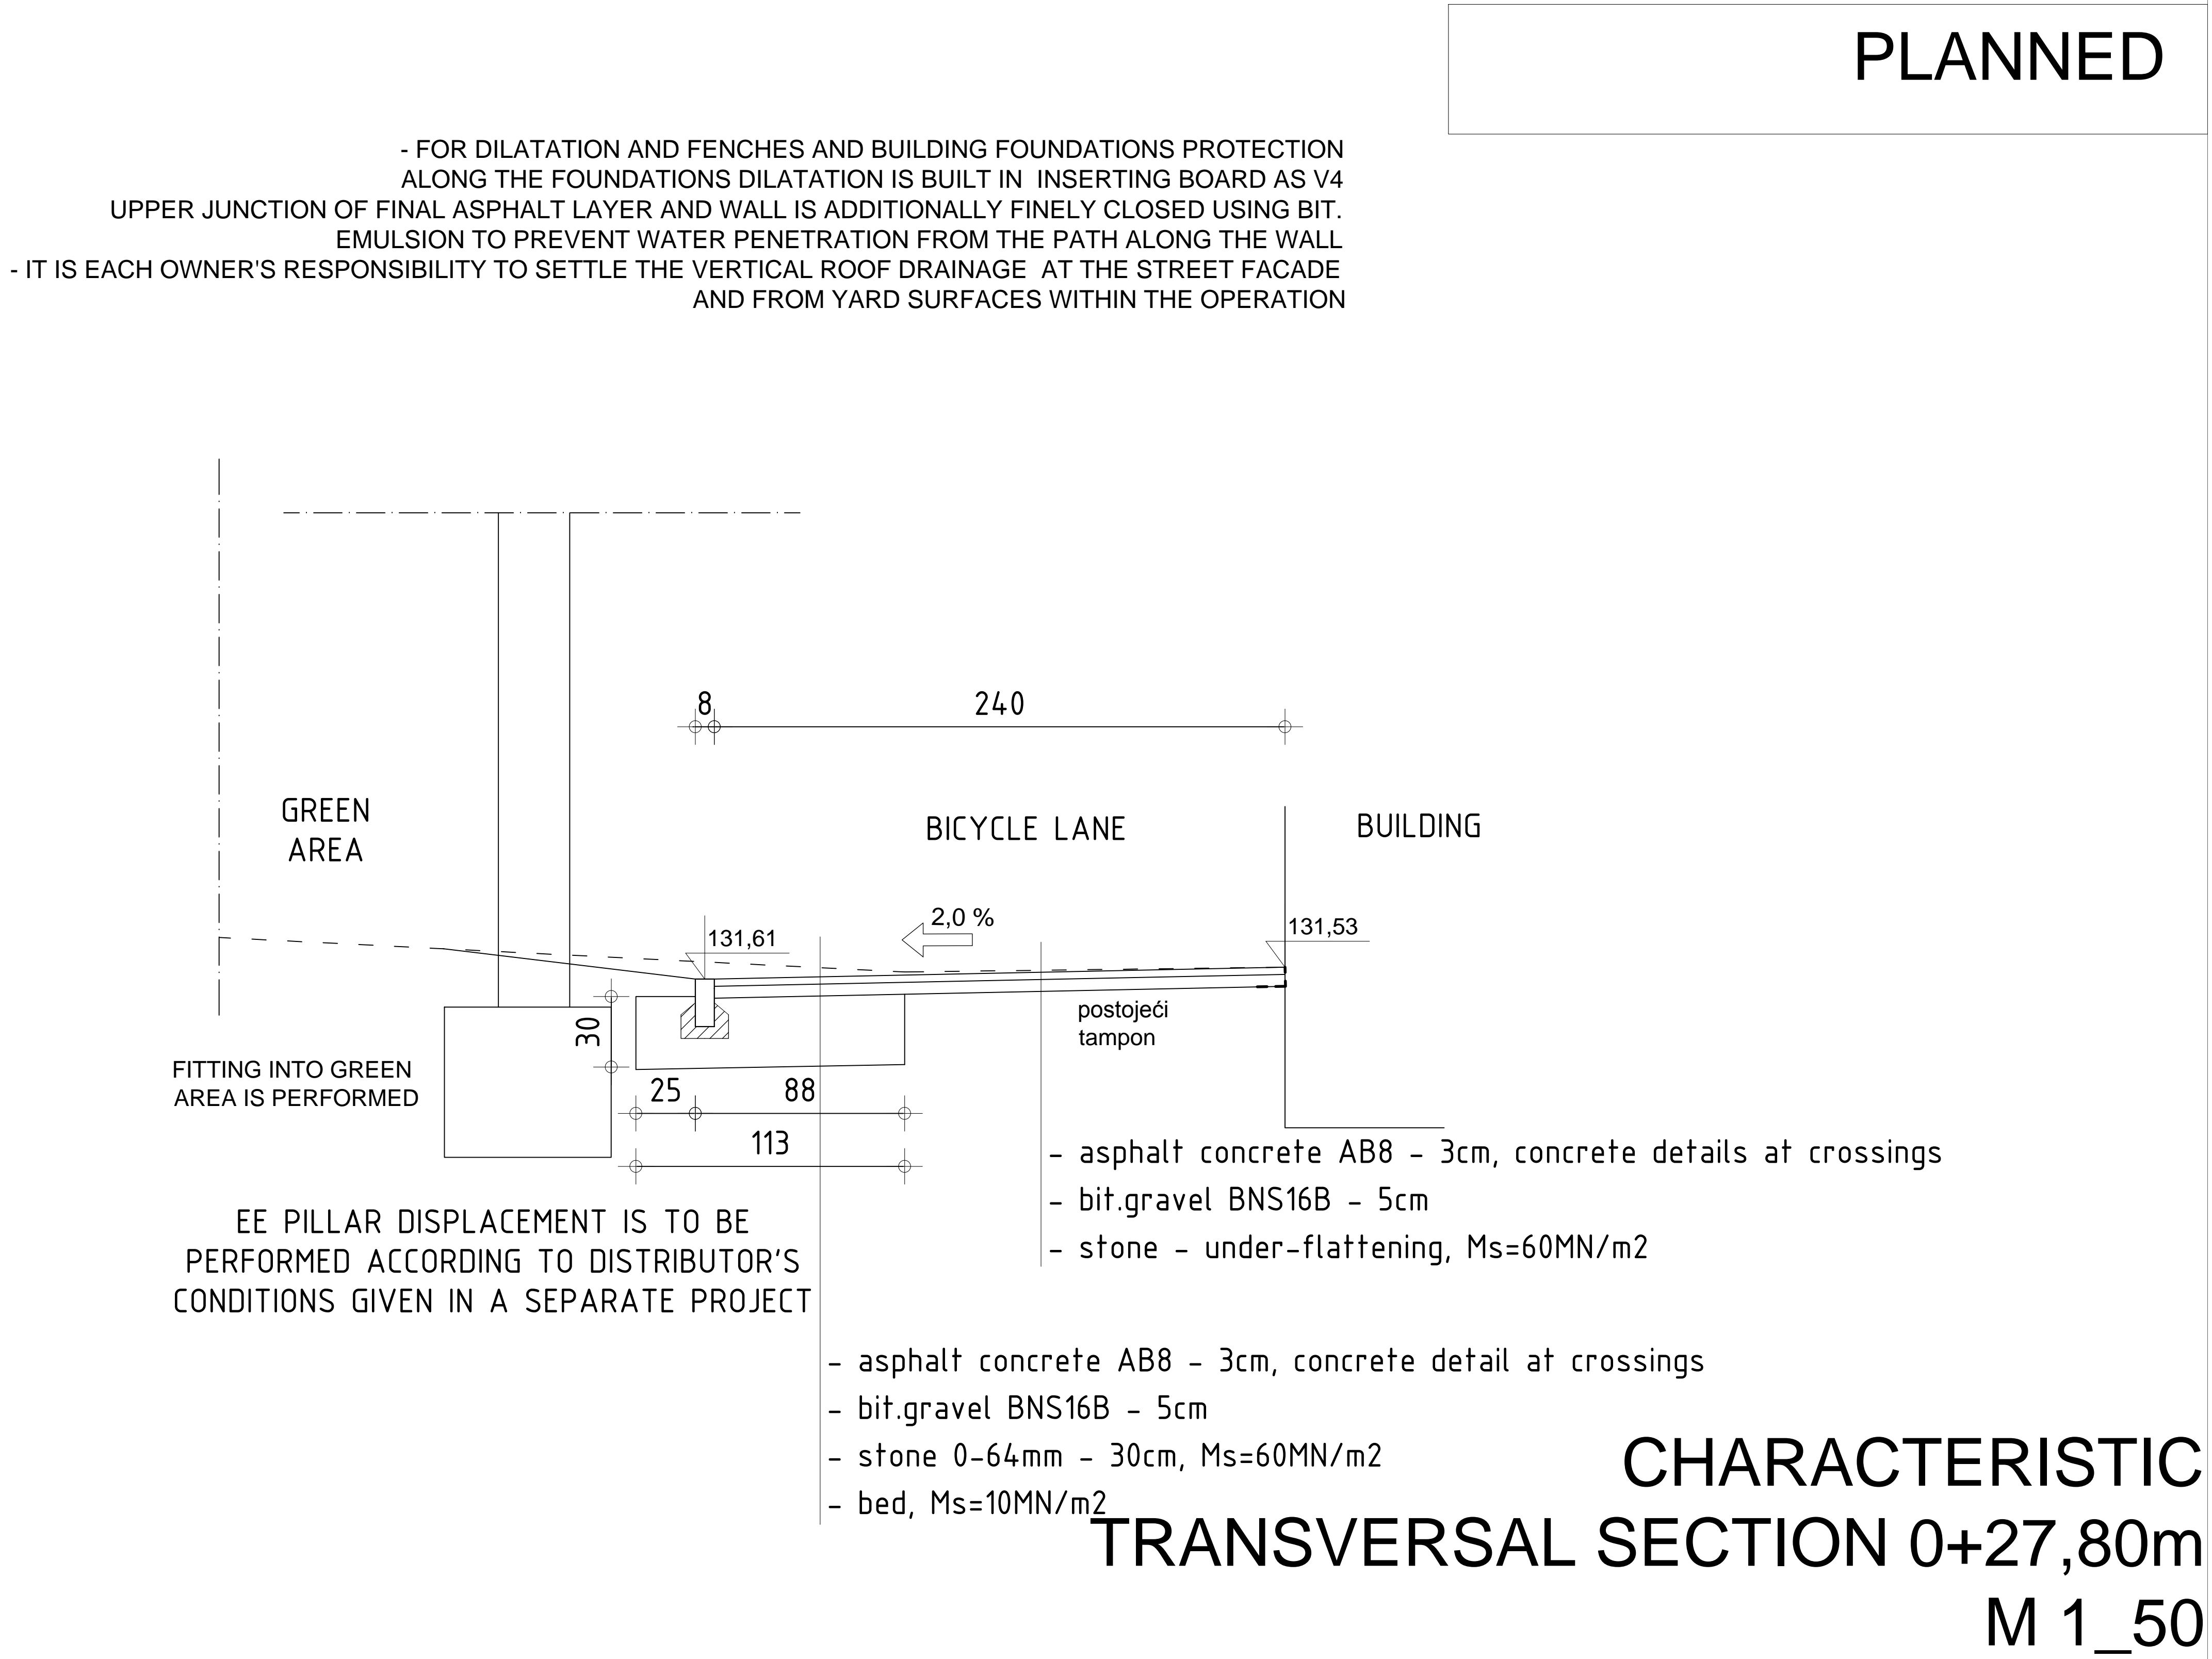 PLANNED
- FOR DILATATION AND FENCHES AND BUILDING FOUNDATIONS PROTECTION
ALONG THE FOUNDATIONS DILATATION IS BUILT IN INSERTING BOARD AS V4
UPPER JUNCTION OF FINAL ASPHALT LAYER AND WALL IS ADDITIONALLY FINELY CLOSED USING BIT.
EMULSION TO PREVENT WATER PENETRATION FROM THE PATH ALONG THE WALL
- IT IS EACH OWNER'S RESPONSIBILITY TO SETTLE THE VERTICAL ROOF DRAINAGE AT THE STREET FACADE
AND FROM YARD SURFACES WITHIN THE OPERATION
8
240
GREEN
AREA
BICYCLE LANE
BUILDING
131,61
2,0 %
131,53
30
postojeći
tampon
FITTING INTO GREEN
AREA IS PERFORMED
25
88
113
- asphalt concrete AB8 - 3cm, concrete details at crossings
- bit.gravel BNS16B - 5cm
- stone - under-flattening, Ms=60MN/m2
EE PILLAR DISPLACEMENT IS TO BE
PERFORMED ACCORDING TO DISTRIBUTOR'S
CONDITIONS GIVEN IN A SEPARATE PROJECT
- asphalt concrete AB8 - 3cm, concrete detail at crossings
- bit.gravel BNS16B - 5cm
- stone 0-64mm - 30cm, Ms=60MN/m2
- bed, Ms=10MN/m2
CHARACTERISTIC
TRANSVERSAL SECTION 0+27,80m
M 1_50